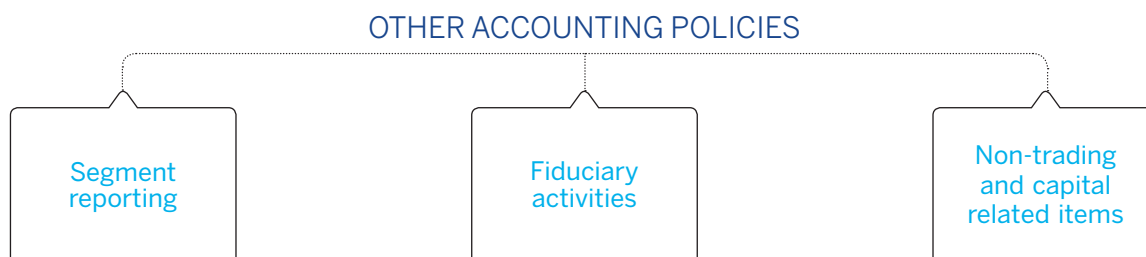 OTHER ACCOUNTING POLICIES
Segment
reporting
Fiduciary
activities
Non-trading
and capital
related items